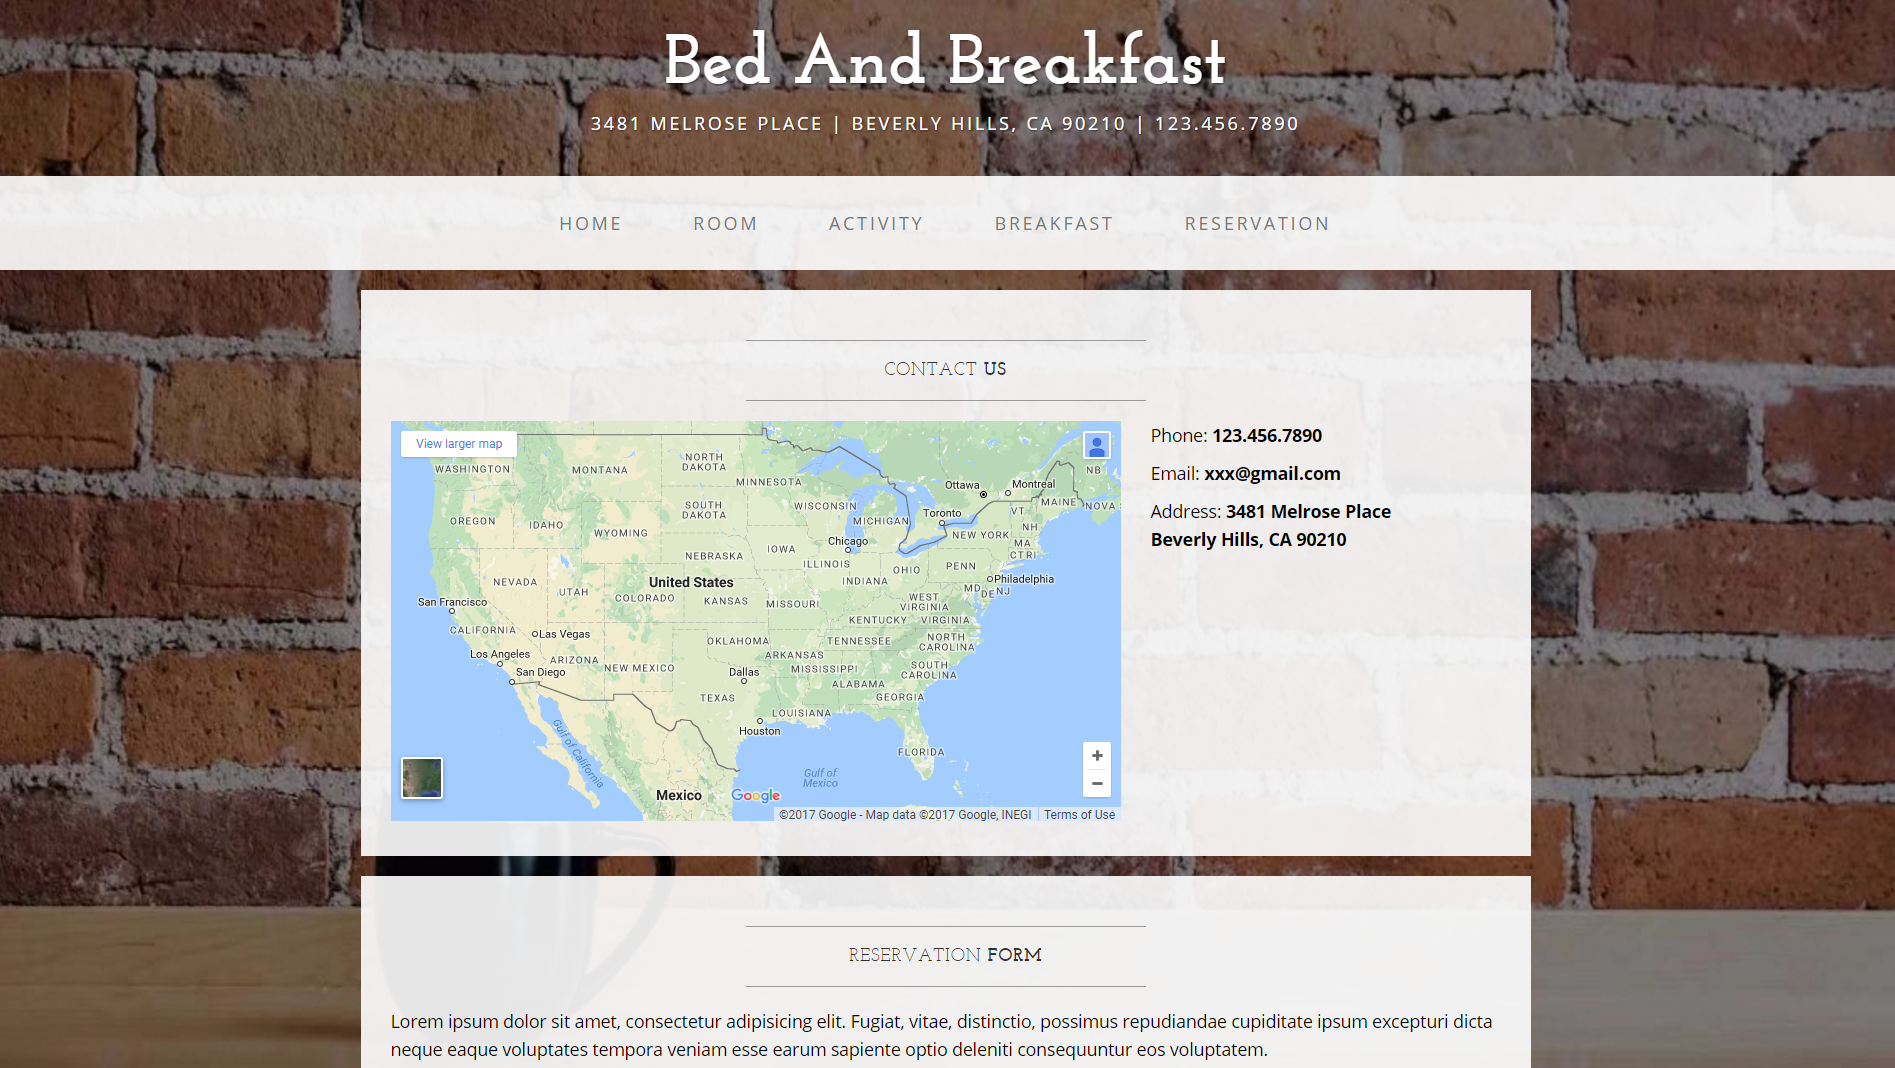 Bed And Breakfast
3481 MELROSE PLACE | BEVERLY HILLS, CA 90210 | 123.456.7890
HOME ROOM ACTIVITY BREAKFAST RESERVATION
CONTACT US
View larger map
WASHINGTON
MONTANA
NORTH DAKOTA
MINNESOTA
OREGON
IDAHO
SOUTH DAKOTA
WISCONSIN
MICHIGAN
Ottawa
Montreal
NB
MAINE
NOVA
Toronto
VT
NH
WYOMING
Chicago
NEW YORK
MA
CT RI
IOWA
NEBRASKA
ILLINOIS
OHIO
PENN
NEVADA
UTAH
United States
INDIANA
Philadelphia
MD
DE
NJ
San Francisco
COLORADO
KANSAS
MISSOURI
WEST VIRGINIA
KENTUCKY
VIRGINIA
CALIFORNIA
Las Vegas
OKLAHOMA
TENNESSEE
NORTH CAROLINA
Los Angeles
ARIZONA
NEW MEXICO
ARKANSAS
MISSISSIPPI
SOUTH CAROLINA
San Diego
Dallas
ALABAMA
TEXAS
GEORGIA
LOUISIANA
Houston
Gulf of California
FLORIDA
Gulf of
Mexico
Mexico
Google
©2017 Google - Map data ©2017 Google, INEGI
Terms of Use
Phone: 123.456.7890
Email: xxx@gmail.com
Address: 3481 Melrose Place
Beverly Hills, CA 90210
RESERVATION FORM
Lorem ipsum dolor sit amet, consectetur adipisicing elit. Fugiat, vitae, distinctio, possimus repudiandae cupiditate ipsum excepturi dicta
neque eaque voluptates tempora veniam esse earum sapiente optio deleniti consequuntur eos voluptatem.